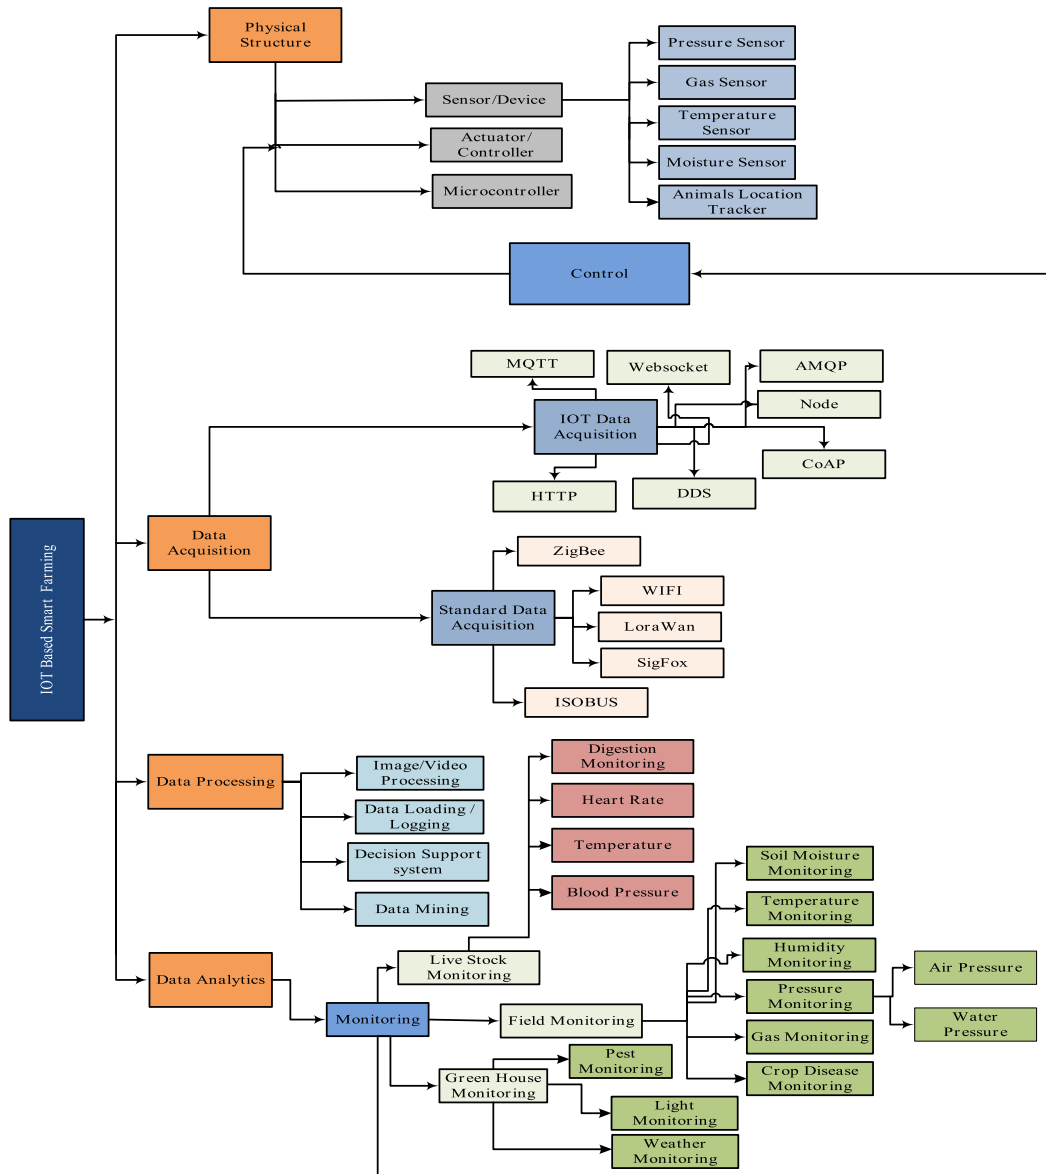 Physical
Structure
Pressure Sensor
Gas Sensor
Sensor/Device
Temperature
Sensor
Actuator/
Controller
Moisture Sensor
Microcontroller
Animals Location
Tracker
Control
MQTT
Websocket
AMQP
Node
IOT Data
Acquisition
CoAP
HTTP
DDS
IOT Based Smart Farming
Data
Acquisition
ZigBee
WIFI
Standard Data
Acquisition
LoraWan
SigFox
ISOBUS
Data Processing
Image/Video
Processing
Data Loading /
Logging
Decision Support
system
Data Mining
Digestion
Monitoring
Heart Rate
Temperature
Blood Pressure
Data Analytics
Live Stock
Monitoring
Monitoring
Field Monitoring
Soil Moisture
Monitoring
Temperature
Monitoring
Humidity
Monitoring
Pressure
Monitoring
Air Pressure
Water
Pressure
Gas Monitoring
Crop Disease
Monitoring
Green House
Monitoring
Pest
Monitoring
Light
Monitoring
Weather
Monitoring